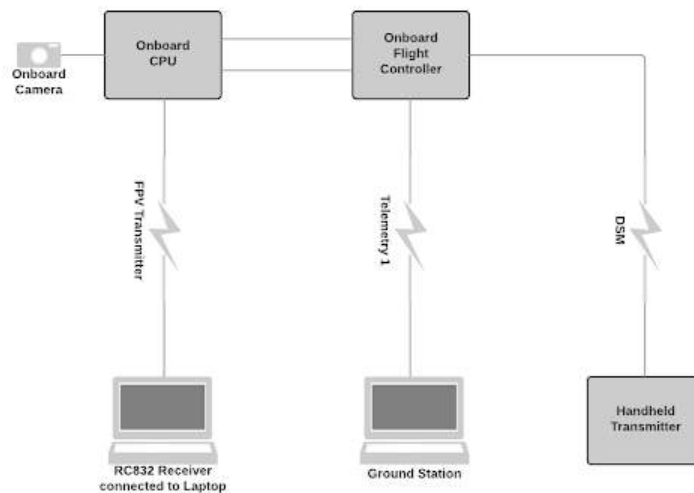 Onboard
CPU
Onboard
Flight
Controller
Onboard
Camera
FPV Transmitter
Telemetry 1
DSM
Handheld
Transmitter
RC832 Receiver
connected to Laptop
Ground Station